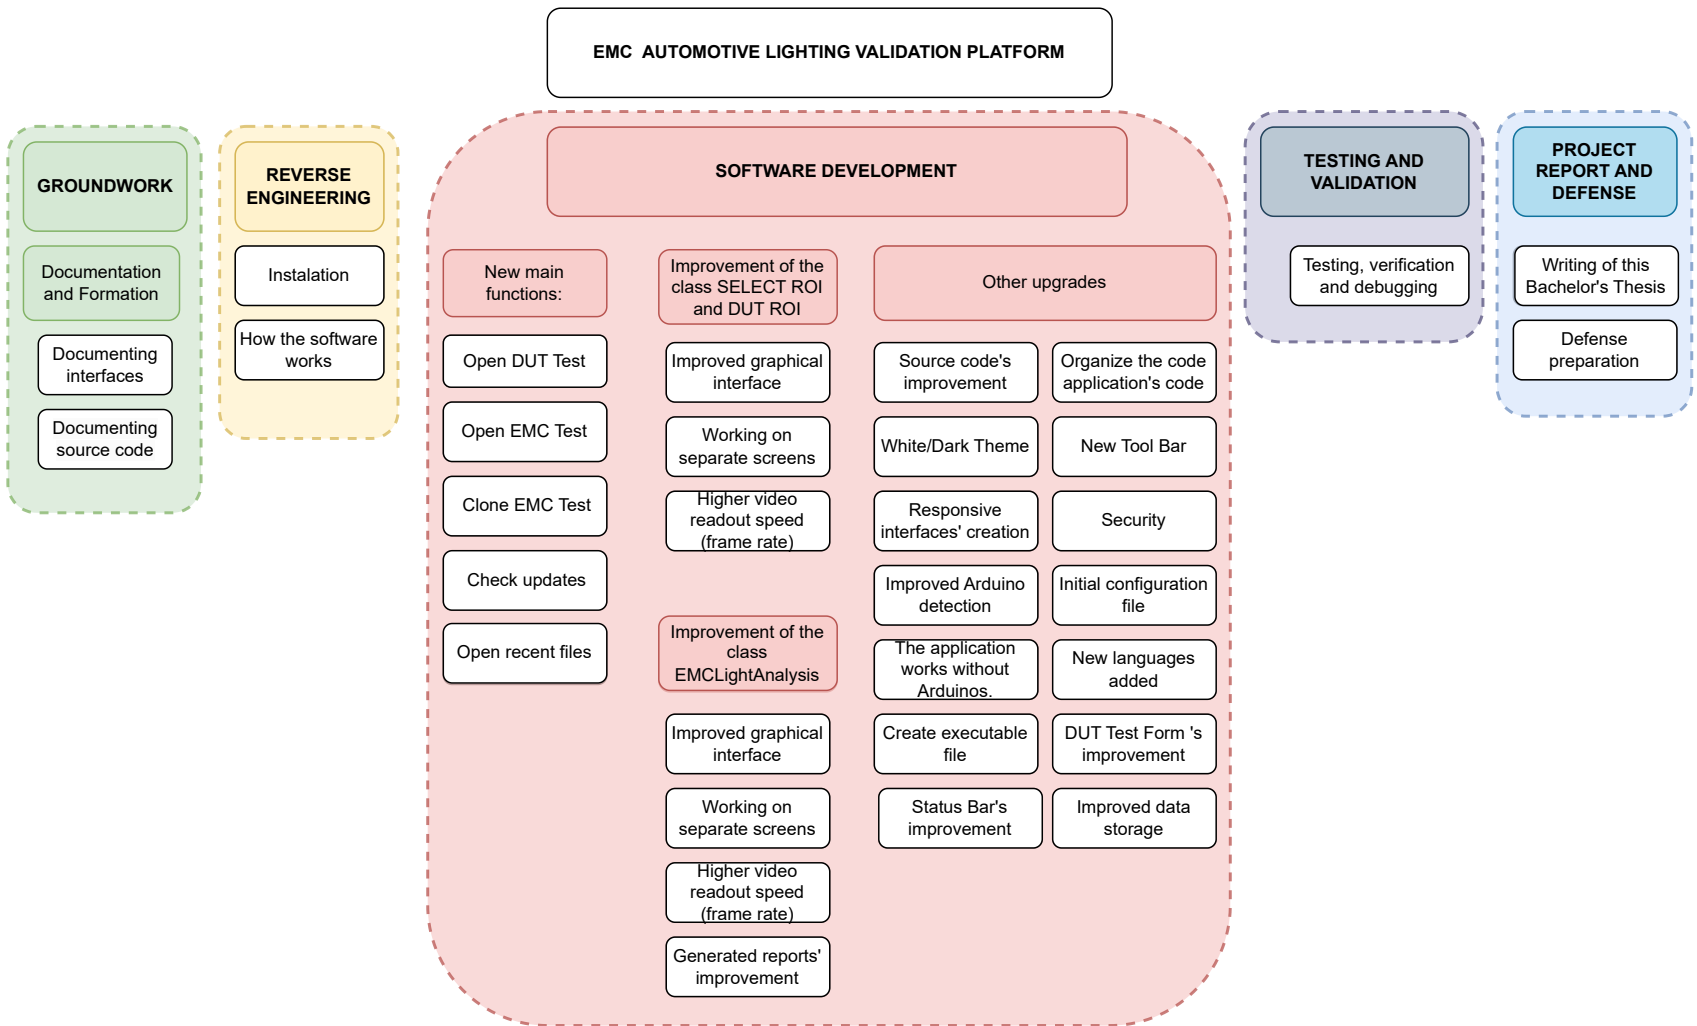 EMC  AUTOMOTIVE LIGHTING VALIDATION PLATFORM
GROUNDWORK
Documentation
and Formation
Documenting
interfaces
Documenting
source code
REVERSE
ENGINEERING
Instalation
How the software
works
SOFTWARE DEVELOPMENT
New main
functions:
Open DUT Test
Open EMC Test
Clone EMC Test
Check updates
Open recent files
Improvement of the
class SELECT ROI
and DUT ROI
Improved graphical
interface
Working on
separate screens
Higher video
readout speed
(frame rate)
Improvement of the
class
EMCLightAnalysis
Improved graphical
interface
Working on
separate screens
Higher video
readout speed
(frame rate)
Generated reports'
improvement
Other upgrades
Source code's
improvement
White/Dark Theme
Responsive
interfaces' creation
Improved Arduino
detection
The application
works without
Arduinos.
Create executable
file
Status Bar's
improvement
Organize the code
application's code
New Tool Bar
Security
Initial configuration
file
New languages
added
DUT Test Form 's
improvement
Improved data
storage
TESTING AND
VALIDATION
Testing, verification
and debugging
PROJECT
REPORT AND
DEFENSE
Writing of this
Bachelor's Thesis
Defense
preparation